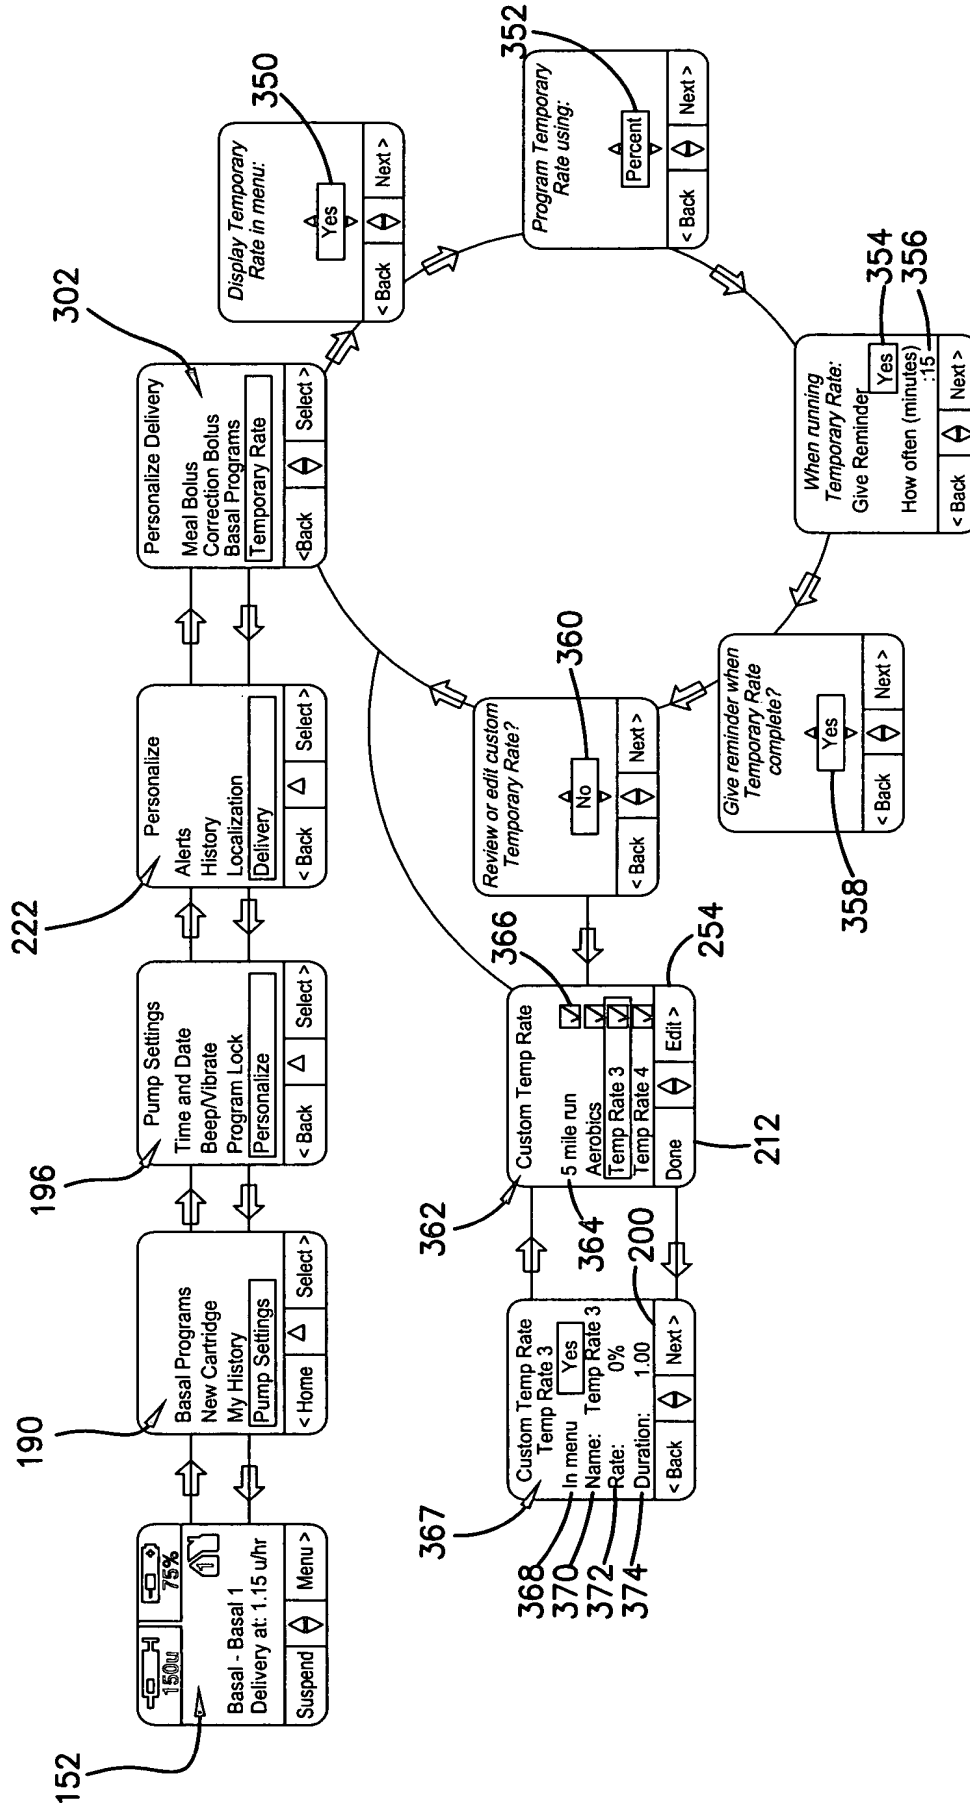 152
150u
75%
1
Basal - Basal 1
Delivery at: 1.15 u/hr
Suspend
Menu >
190
Basal Programs
New Cartridge
My History
Pump Settings
< Home
Select >
196
Pump Settings
Time and Date
Beep/Vibrate
Program Lock
Personalize
< Back
Select >
222
Personalize
Alerts
History
Localization
Delivery
< Back
Select >
302
Personalize Delivery
Meal Bolus
Correction Bolus
Basal Programs
Temporary Rate
<Back
Select >
350
Display Temporary
Rate in menu:
Yes
< Back
Next >
352
Program Temporary
Rate using:
Percent
< Back
Next >
When running
Temporary Rate:
Give Reminder
Yes
354
How often (minutes)
:15
356
< Back
Next >
Give reminder when
Temporary Rate
complete?
Yes
358
< Back
Next >
360
Review or edit custom
Temporary Rate?
No
< Back
Next >
362
366
Custom Temp Rate
5 mile run
364
Aerobics
Temp Rate 3
Temp Rate 4
Done
Edit >
212
254
367
Custom Temp Rate
Temp Rate 3
368
In menu
Yes
370
Name:
Temp Rate 3
372
Rate:
0%
374
Duration:
1.00
< Back
Next >
200